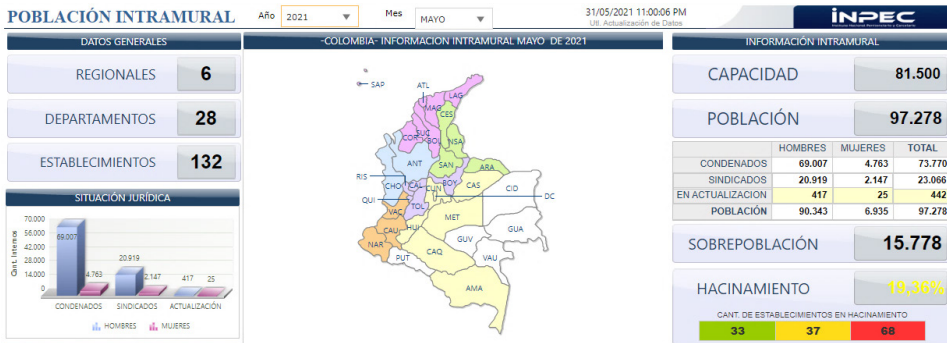 POBLACIÓN INTRAMURAL
Año 2021
Mes MAYO
31/05/2021 11:00:06 PM
Utl. Actualización de Datos
INPEC
DATOS GENERALES
REGIONALES 6
DEPARTAMENTOS 28
ESTABLECIMIENTOS 132
SITUACIÓN JURÍDICA
Cant. Internos
70.000
56.000
42.000
28.000
14.000
0
69.007
4.763
20.919
2.147
417
25
CONDENADOS SINDICADOS ACTUALIZACIÓN
HOMBRES MUJERES
-COLOMBIA- INFORMACION INTRAMURAL MAYO DE 2021
SAP
ATL
LAG
MAG
CES
SUC
COR
BOL
NSA
ANT
SAN
ARA
RIS
CHO
CAL
BOY
CUN
CAS
CID
DC
QUI
VAC
TOL
MET
CAU
HUI
GUA
NAR
GUV
PUT
CAQ
VAU
AMA
INFORMACIÓN INTRAMURAL
CAPACIDAD 81.500
POBLACIÓN 97.278
HOMBRES MUJERES TOTAL
CONDENADOS 69.007 4.763 73.770
SINDICADOS 20.919 2.147 23.066
EN ACTUALIZACION 417 25 442
POBLACIÓN 90.343 6.935 97.278
SOBREPOBLACIÓN 15.778
HACINAMIENTO 19,36%
CANT. DE ESTABLECIMIENTOS EN HACINAMIENTO
33 37 68